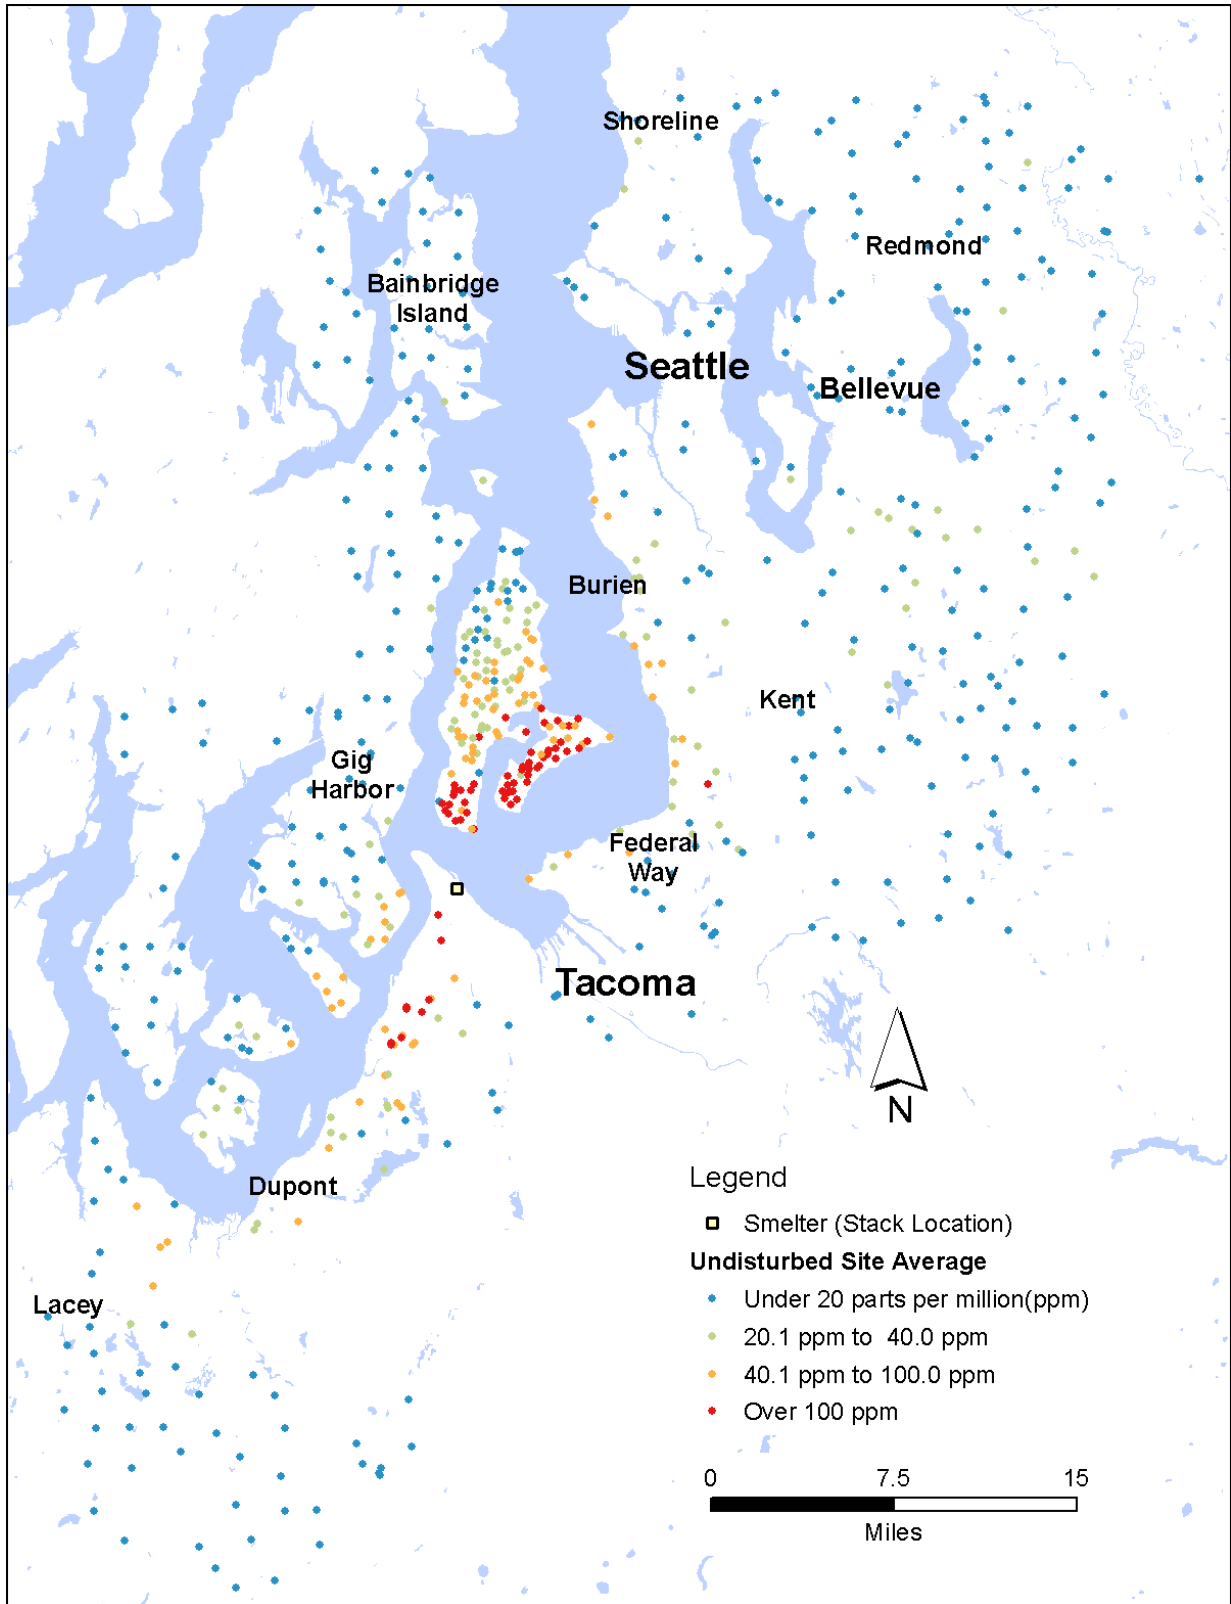 Shoreline
Redmond
Bainbridge
Island
Seattle
Bellevue
Burien
Kent
Gig
Harbor
Federal
Way
Tacoma
N
Dupont
Lacey
Legend
Smelter (Stack Location)
Undisturbed Site Average
Under 20 parts per million(ppm)
20.1 ppm to 40.0 ppm
40.1 ppm to 100.0 ppm
Over 100 ppm
0 7.5 15
Miles